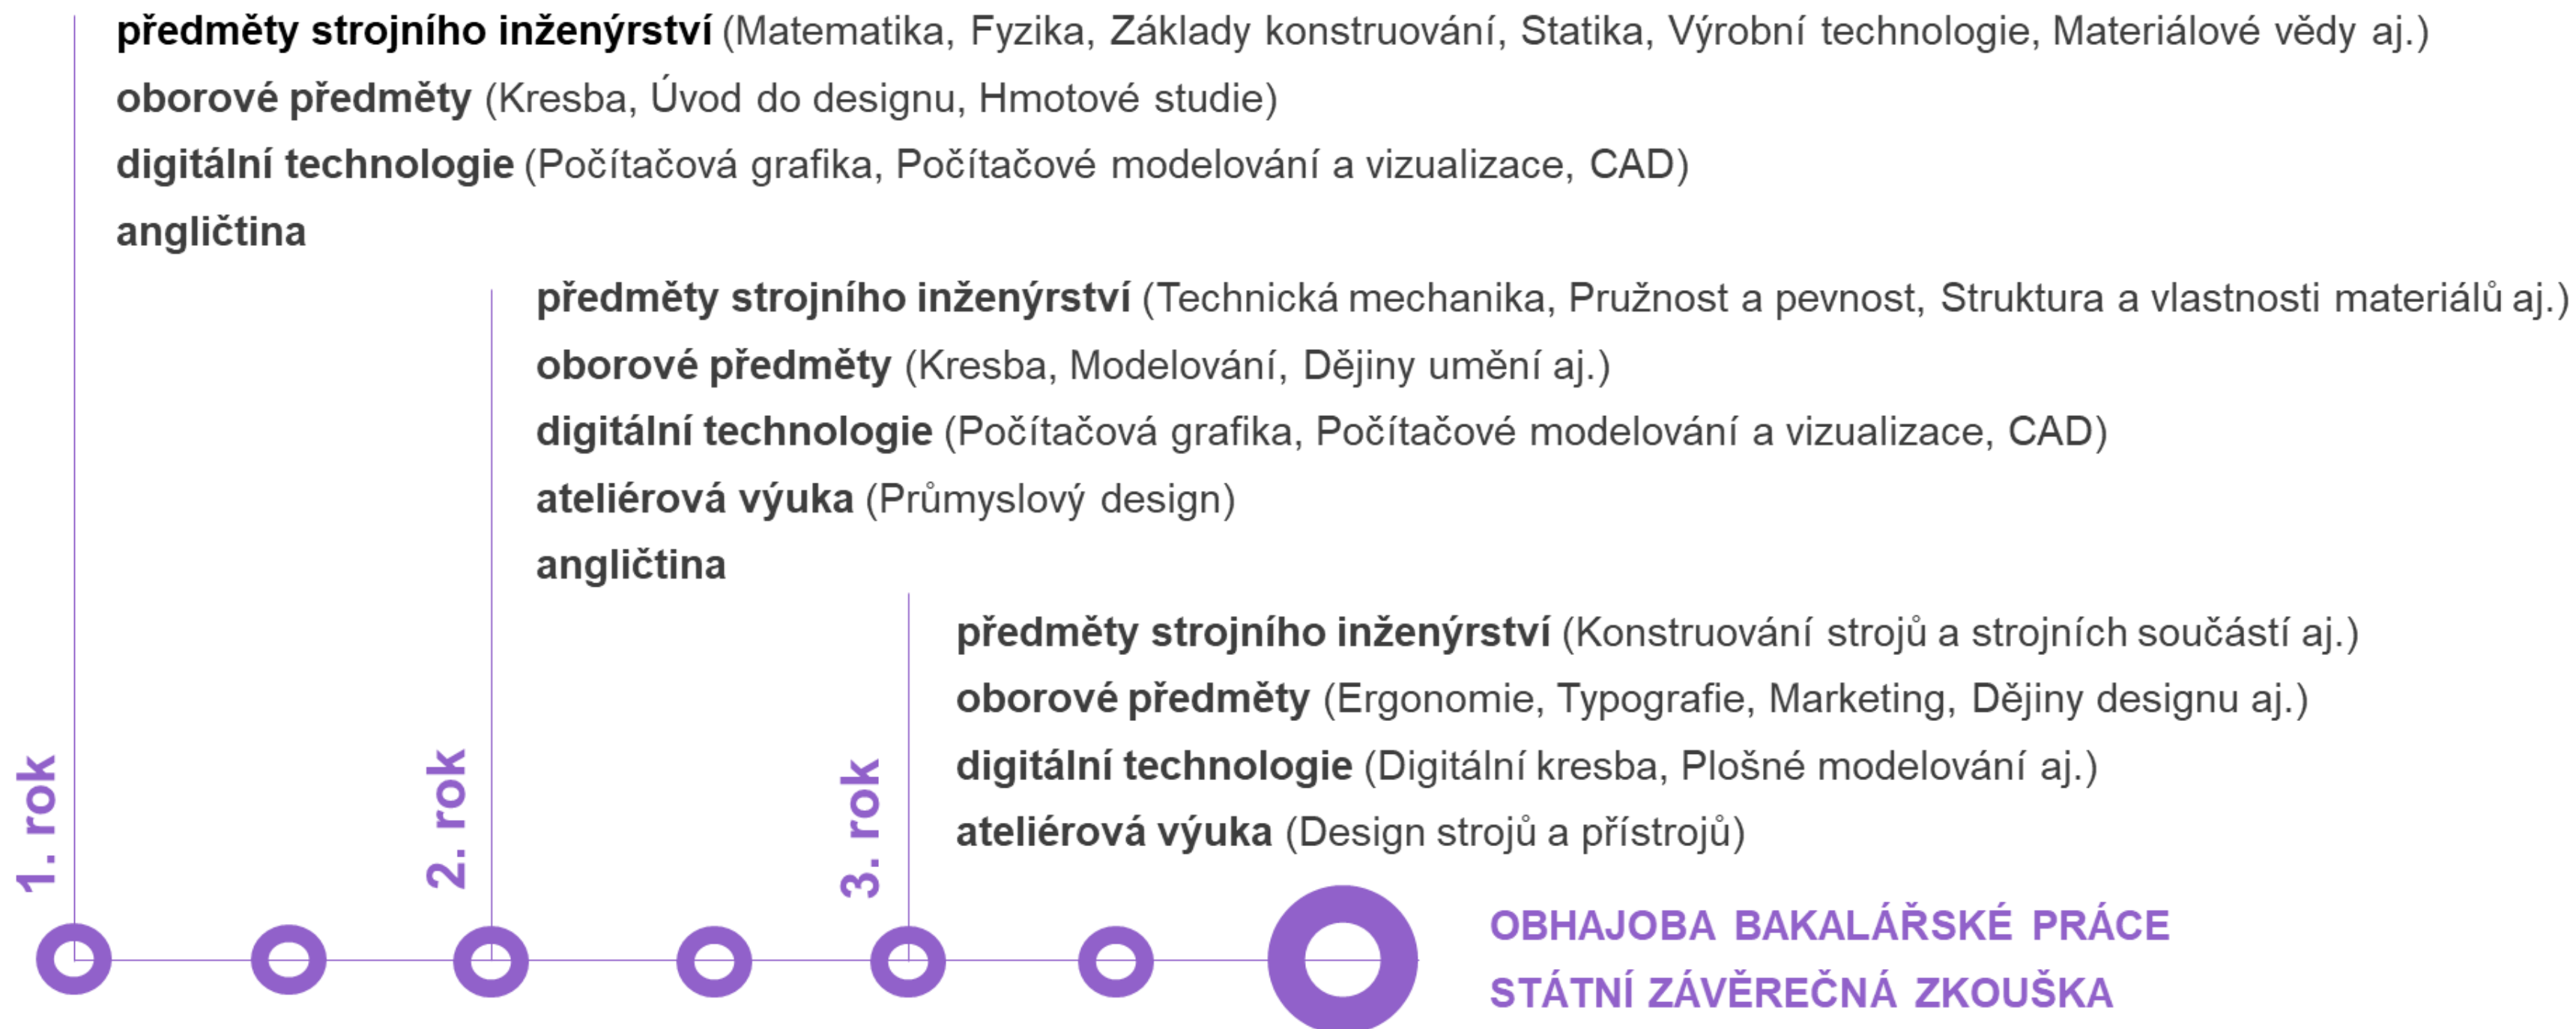 předměty strojního inženýrství (Matematika, Fyzika, Základy konstruování, Statika, Výrobní technologie, Materiálové vědy aj.)
oborové předměty (Kresba, Úvod do designu, Hmotové studie)
digitální technologie (Počítačová grafika, Počítačové modelování a vizualizace, CAD)
angličtina
1. rok
předměty strojního inženýrství (Technická mechanika, Pružnost a pevnost, Struktura a vlastnosti materiálů aj.)
oborové předměty (Kresba, Modelování, Dějiny umění aj.)
digitální technologie (Počítačová grafika, Počítačové modelování a vizualizace, CAD)
ateliérová výuka (Průmyslový design)
angličtina
2. rok
předměty strojního inženýrství (Konstruování strojů a strojních součástí aj.)
oborové předměty (Ergonomie, Typografie, Marketing, Dějiny designu aj.)
digitální technologie (Digitální kresba, Plošné modelování aj.)
ateliérová výuka (Design strojů a přístrojů)
3. rok
OBHAJOBA BAKALÁŘSKÉ PRÁCE
STÁTNÍ ZÁVĚREČNÁ ZKOUŠKA